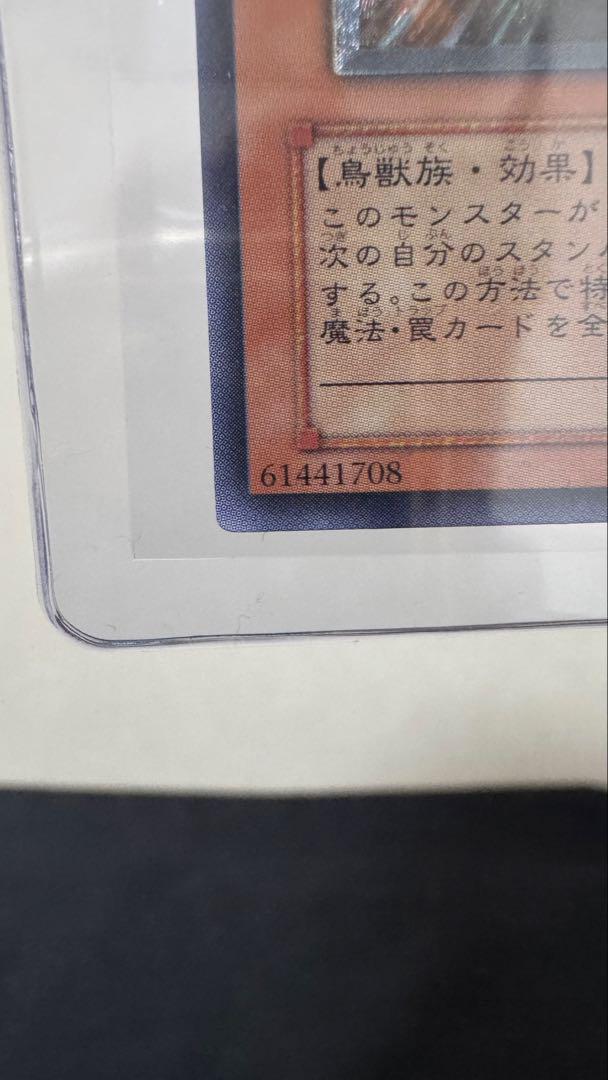 【鳥獣族・効果】
このモンスターが
次の自分のスタン
する。この方法で特
魔法・罠カードを全
61441708